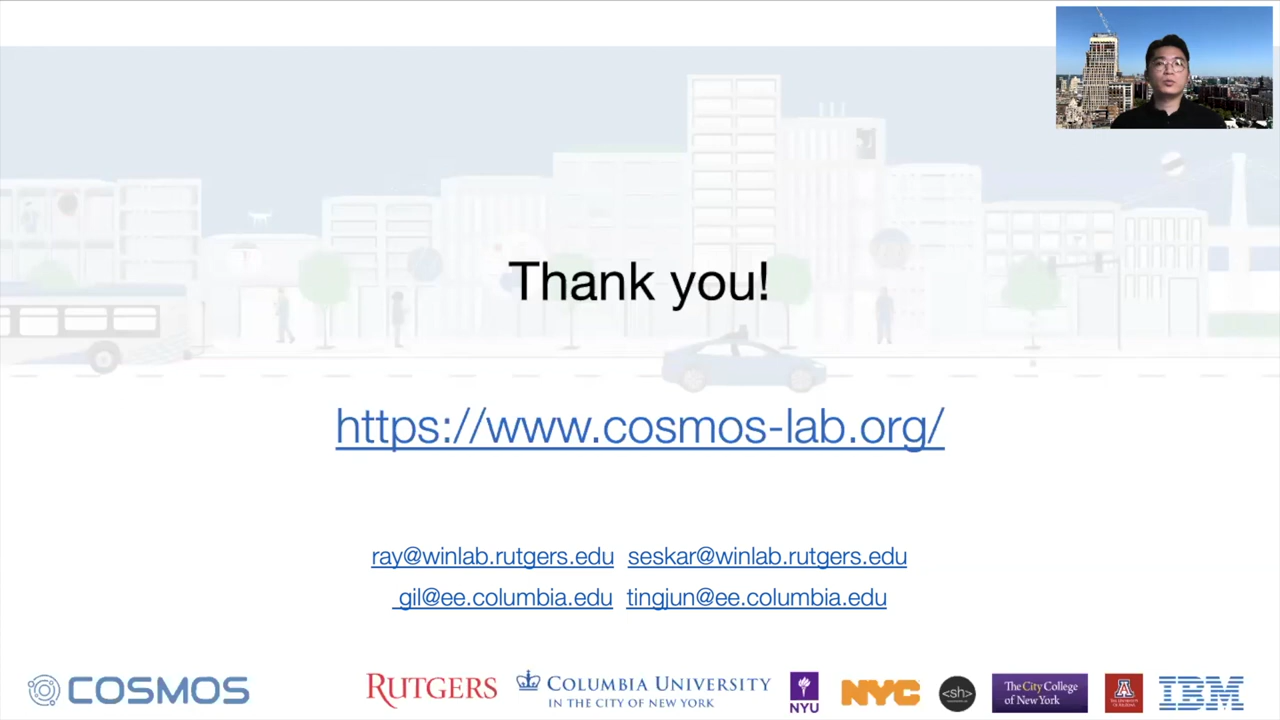 Thank you!
https://www.cosmos-lab.org/
ray@winlab.rutgers.edu seskar@winlab.rutgers.edu
gil@ee.columbia.edu tingjun@ee.columbia.edu
COSMOS
RUTGERS
COLUMBIA UNIVERSITY
IN THE CITY OF NEW YORK
NYU
NYC
<sh>
The City College
of New York
A
IBM